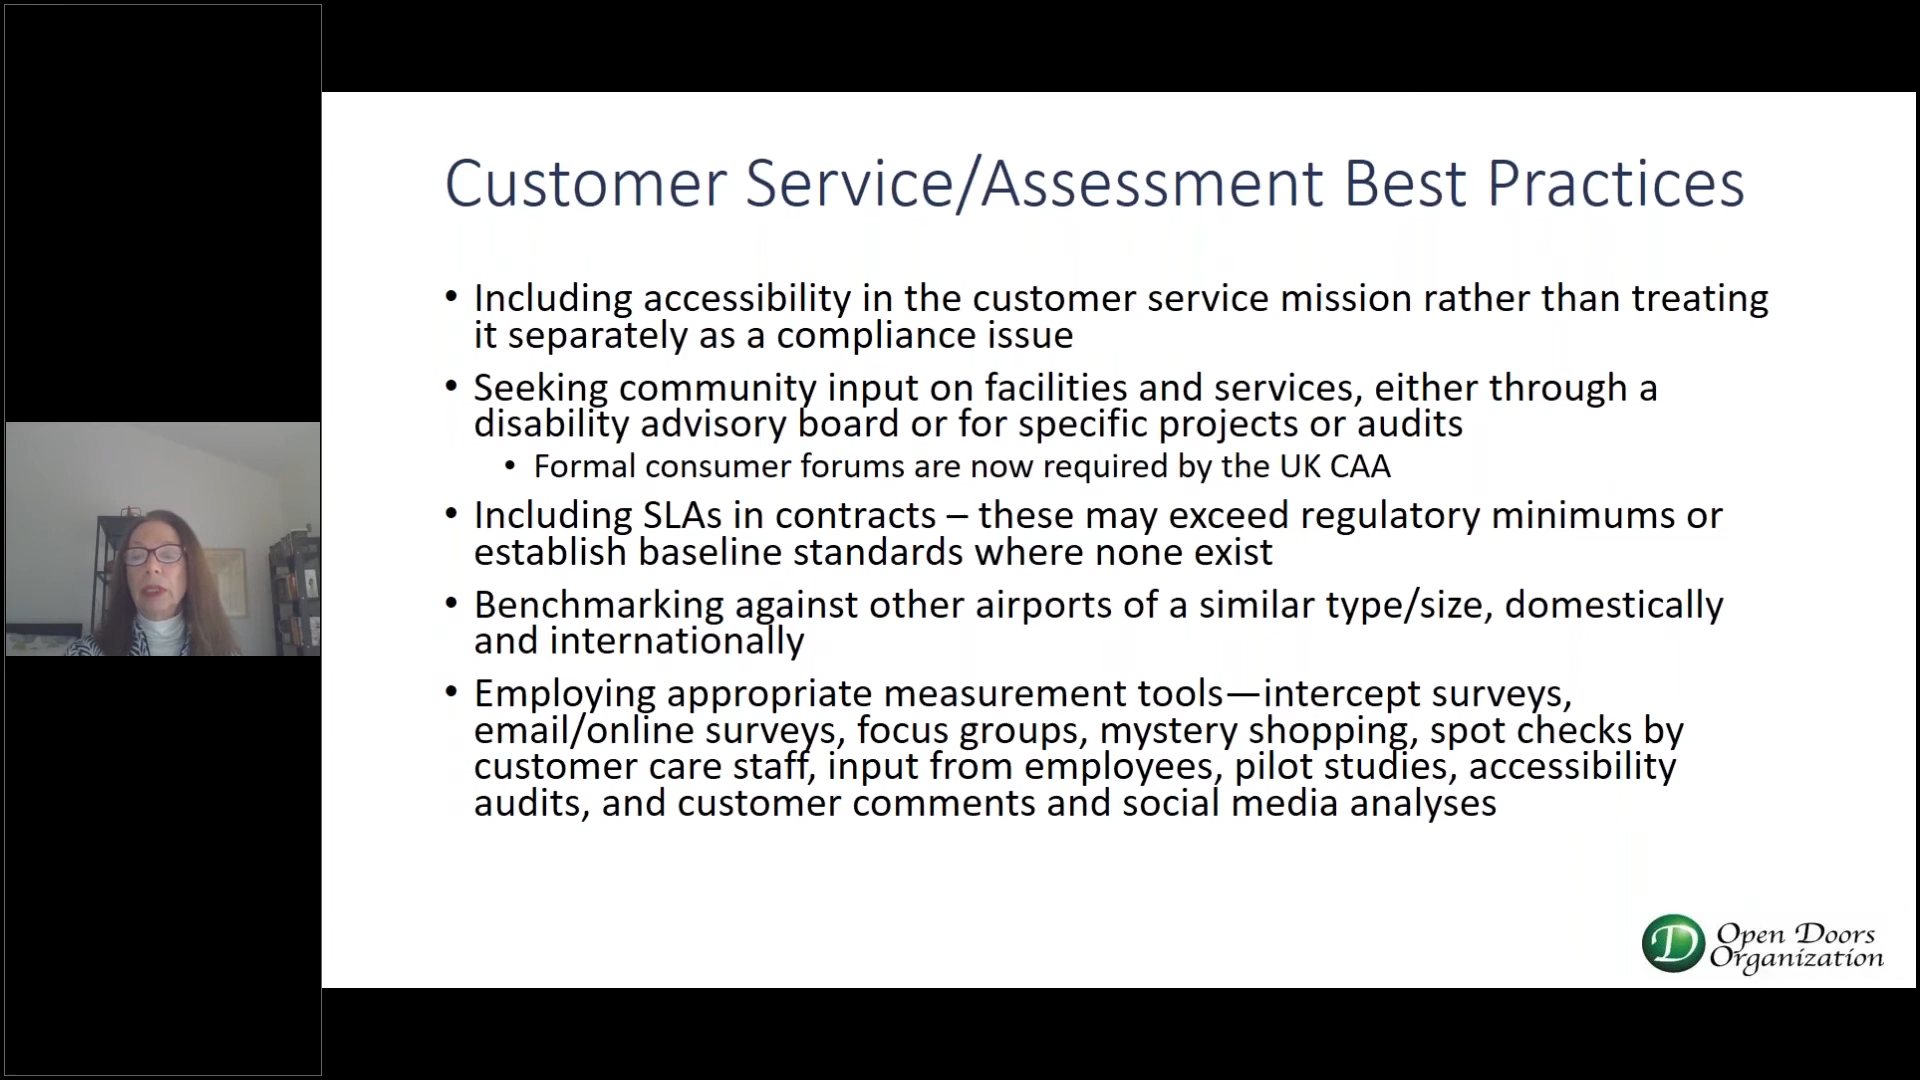 Customer Service/Assessment Best Practices
• Including accessibility in the customer service mission rather than treating
it separately as a compliance issue
• Seeking community input on facilities and services, either through a
disability advisory board or for specific projects or audits
• Formal consumer forums are now required by the UK CAA
• Including SLAs in contracts – these may exceed regulatory minimums or
establish baseline standards where none exist
• Benchmarking against other airports of a similar type/size, domestically
and internationally
• Employing appropriate measurement tools—intercept surveys,
email/online surveys, focus groups, mystery shopping, spot checks by
customer care staff, input from employees, pilot studies, accessibility
audits, and customer comments and social media analyses
D
Open Doors
Organization